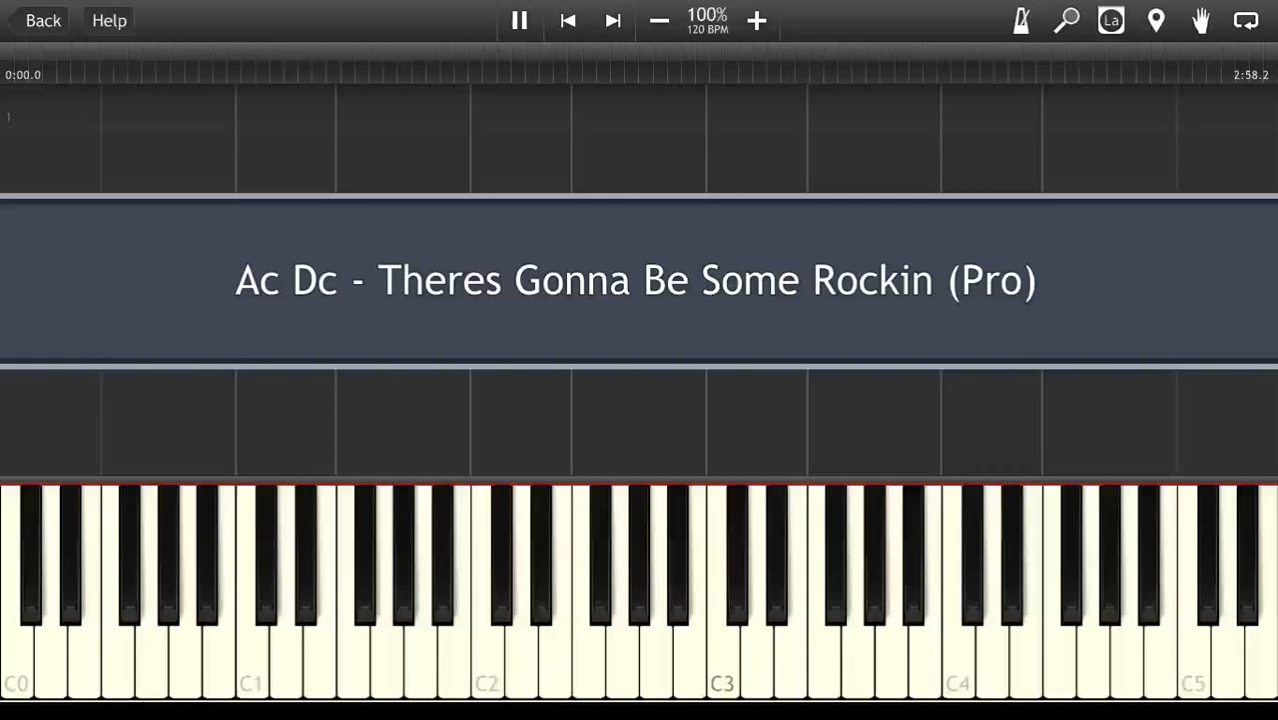 Back Help 100% La
120 BPM
0:00.0 2:58.2
1
Ac Dc - Theres Gonna Be Some Rockin (Pro)
C0 C1 C2 C3 C4 C5